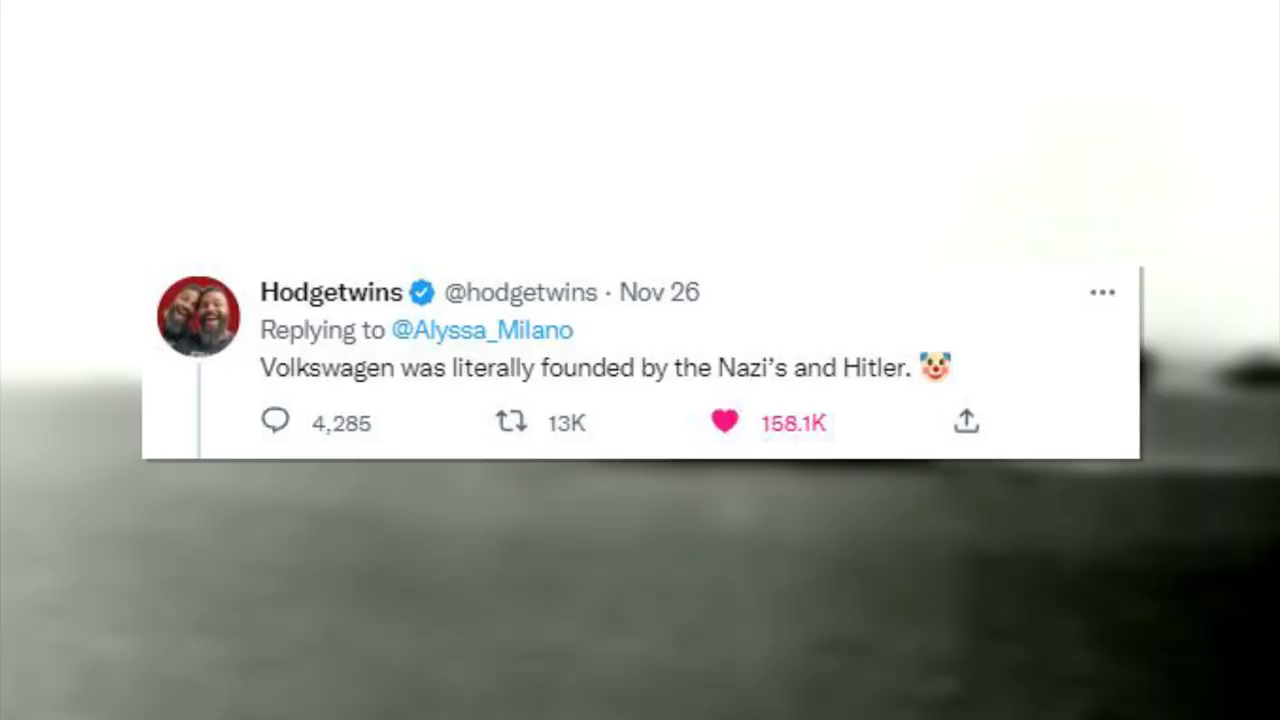 Hodgetwins @hodgetwins · Nov 26
Replying to @Alyssa_Milano
Volkswagen was literally founded by the Nazi's and Hitler. 🤡
4,285 13K 158.1K